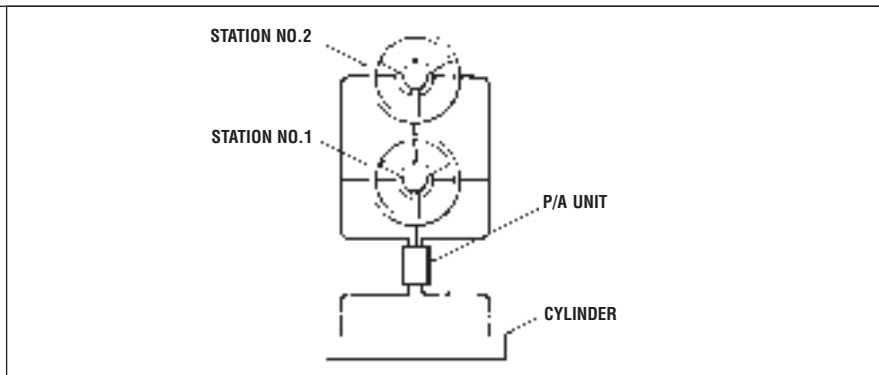 STATION NO.2
STATION NO.1
P/A UNIT
CYLINDER